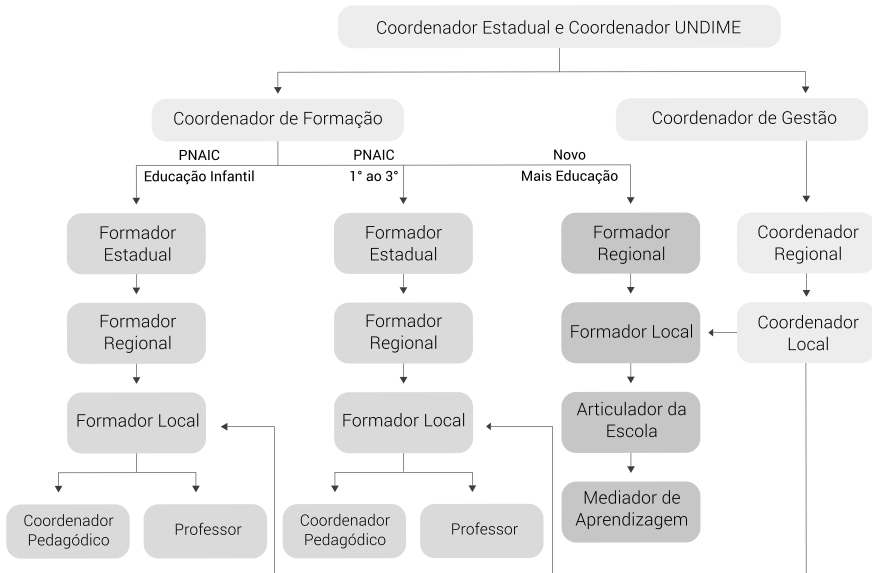 Coordenador Estadual e Coordenador UNDIME
Coordenador de Formação
Coordenador de Gestão
PNAIC
Educação Infantil
PNAIC
1° ao 3°
Novo
Mais Educação
Formador
Estadual
Formador
Estadual
Formador
Regional
Coordenador
Regional
Formador
Regional
Formador
Regional
Formador Local
Coordenador
Local
Formador Local
Formador Local
Articulador da
Escola
Coordenador
Pedagódico
Professor
Coordenador
Pedagódico
Professor
Mediador de
Aprendizagem